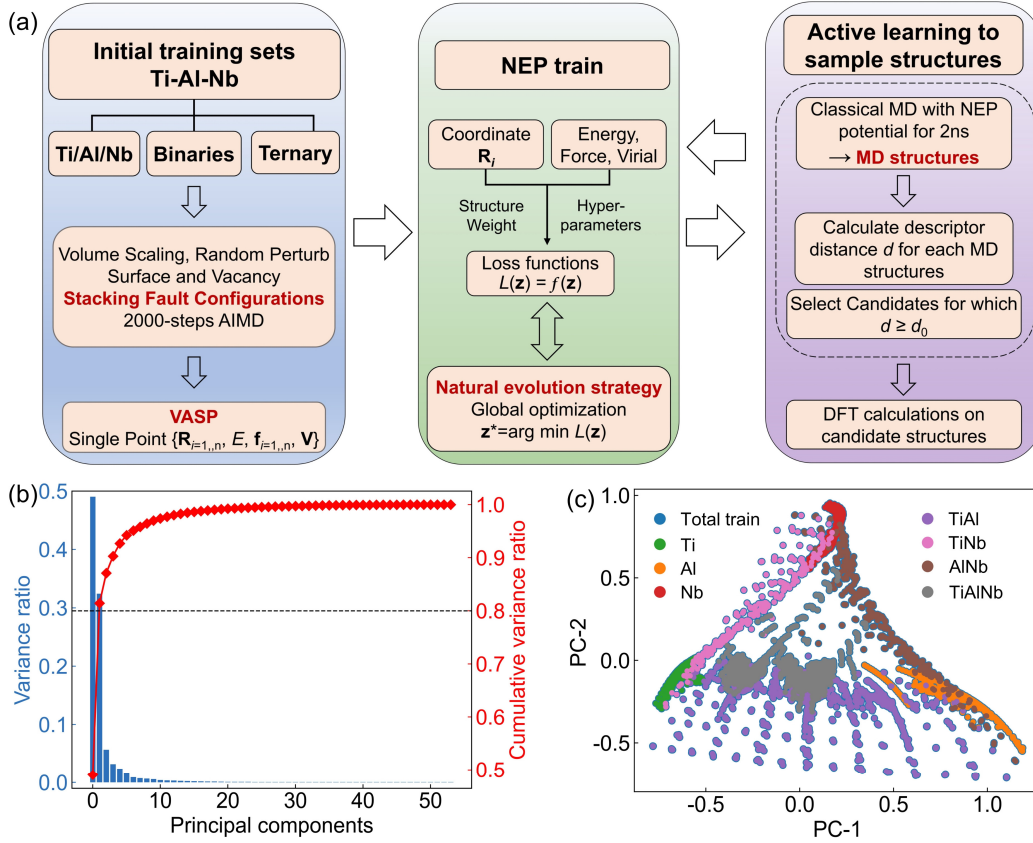 (a)
Initial training sets
Ti-Al-Nb
Ti/Al/Nb
Binaries
Ternary
Volume Scaling, Random Perturb
Surface and Vacancy
Stacking Fault Configurations
2000-steps AIMD
VASP
Single Point {R_{i=1,,n}, E, f_{i=1,,n}, V}
NEP train
Coordinate
R_i
Energy,
Force, Virial
Structure
Weight
Hyper-
parameters
Loss functions
L(z) = f(z)
Natural evolution strategy
Global optimization
z*=arg min L(z)
Active learning to
sample structures
Classical MD with NEP
potential for 2ns
→ MD structures
Calculate descriptor
distance d for each MD
structures
Select Candidates for which
d ≥ d_0
DFT calculations on
candidate structures
(b)
Variance ratio
0.5
0.4
0.3
0.2
0.1
0.0
0
10
20
30
40
50
Principal components
1.0
0.9
0.8
0.7
0.6
0.5
Cumulative variance ratio
(c)
PC-2
1.0
0.5
0.0
-0.5
Total train
Ti
Al
Nb
TiAl
TiNb
AlNb
TiAlNb
-0.5
0.0
0.5
1.0
PC-1